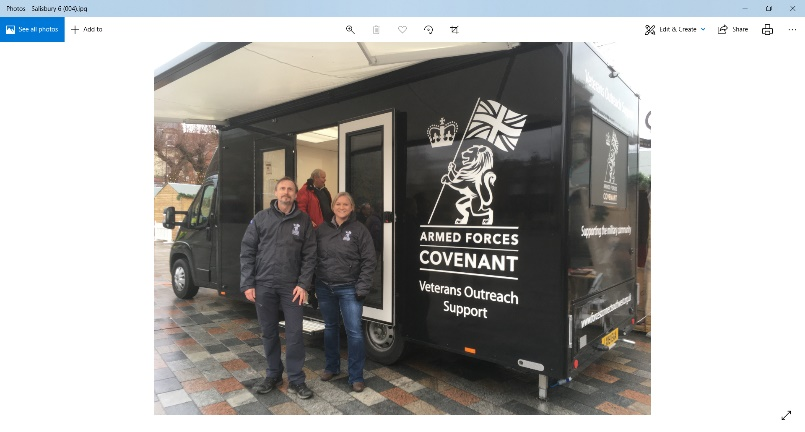 Photos - Salisbury 6 (004).jpg
See all photos
Add to
Edit & Create
Share
ARMED FORCES
COVENANT
Veterans Outreach
Support
COVENANT
Supporting the military community